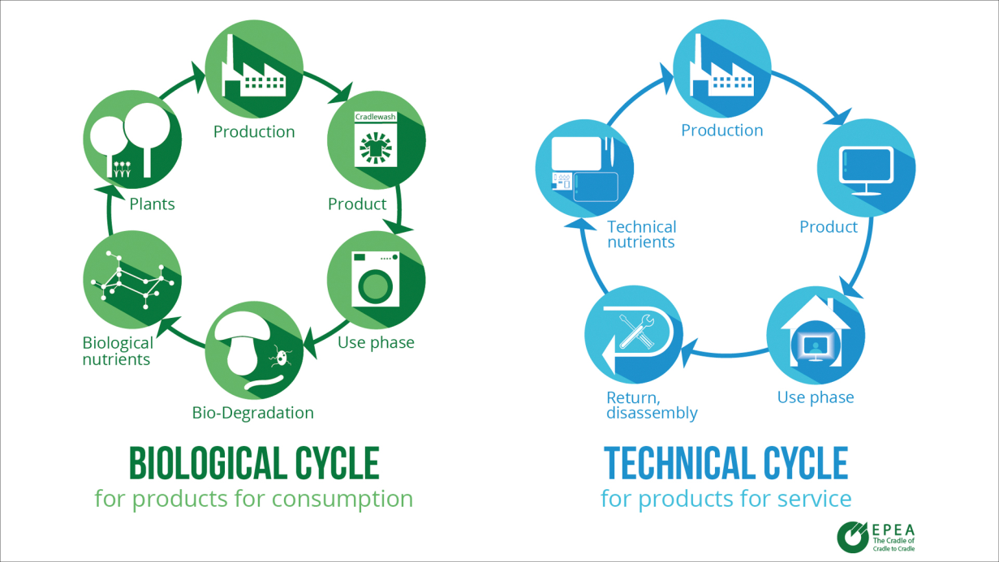 Production
Cradlewash
Product
Use phase
Bio-Degradation
Biological
nutrients
Plants
BIOLOGICAL CYCLE
for products for consumption
Production
Product
Use phase
Return,
disassembly
Technical
nutrients
TECHNICAL CYCLE
for products for service
EPEA
The Cradle of
Cradle to Cradle